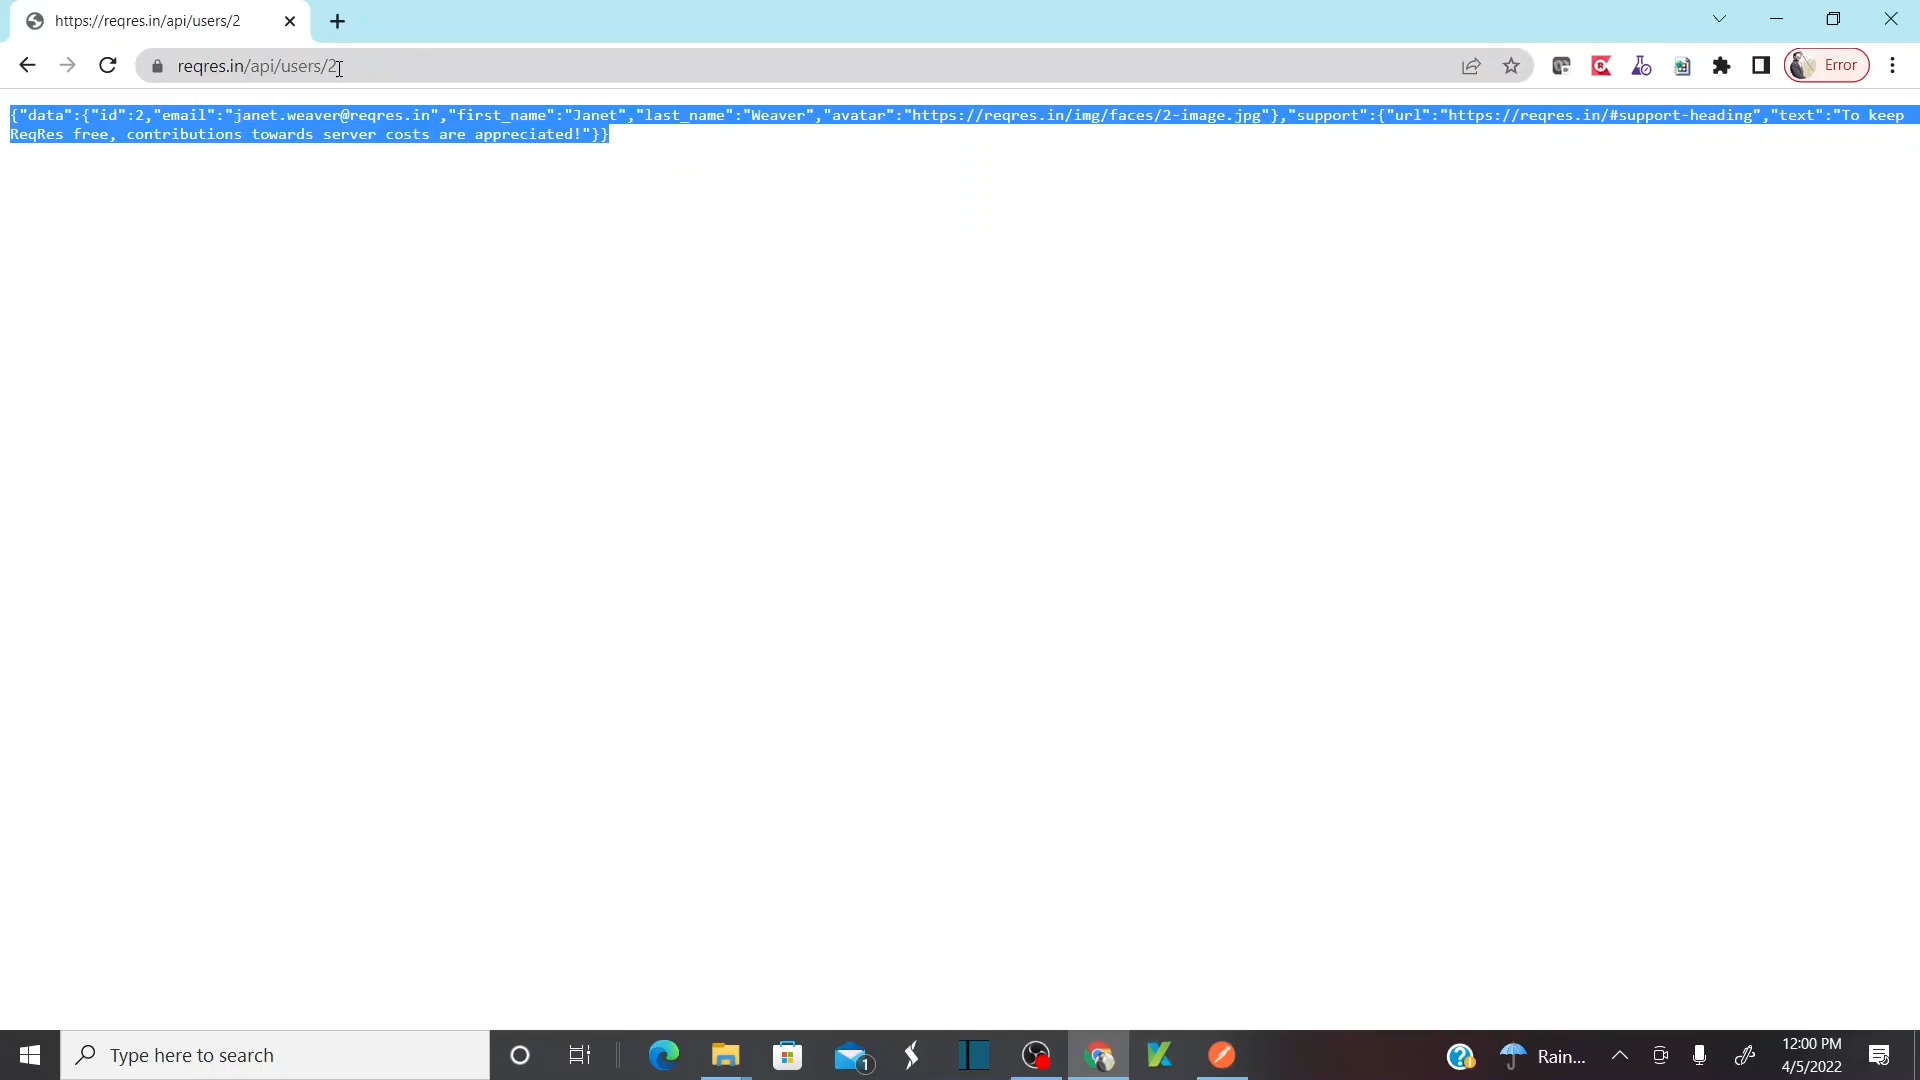 https://reqres.in/api/users/2
reqres.in/api/users/2
Error
{"data":{"id":2,"email":"janet.weaver@reqres.in","first_name":"Janet","last_name":"Weaver","avatar":"https://reqres.in/img/faces/2-image.jpg"},"support":{"url":"https://reqres.in/#support-heading","text":"To keep
ReqRes free, contributions towards server costs are appreciated!"}}
Type here to search
1
Rain...
12:00 PM
4/5/2022